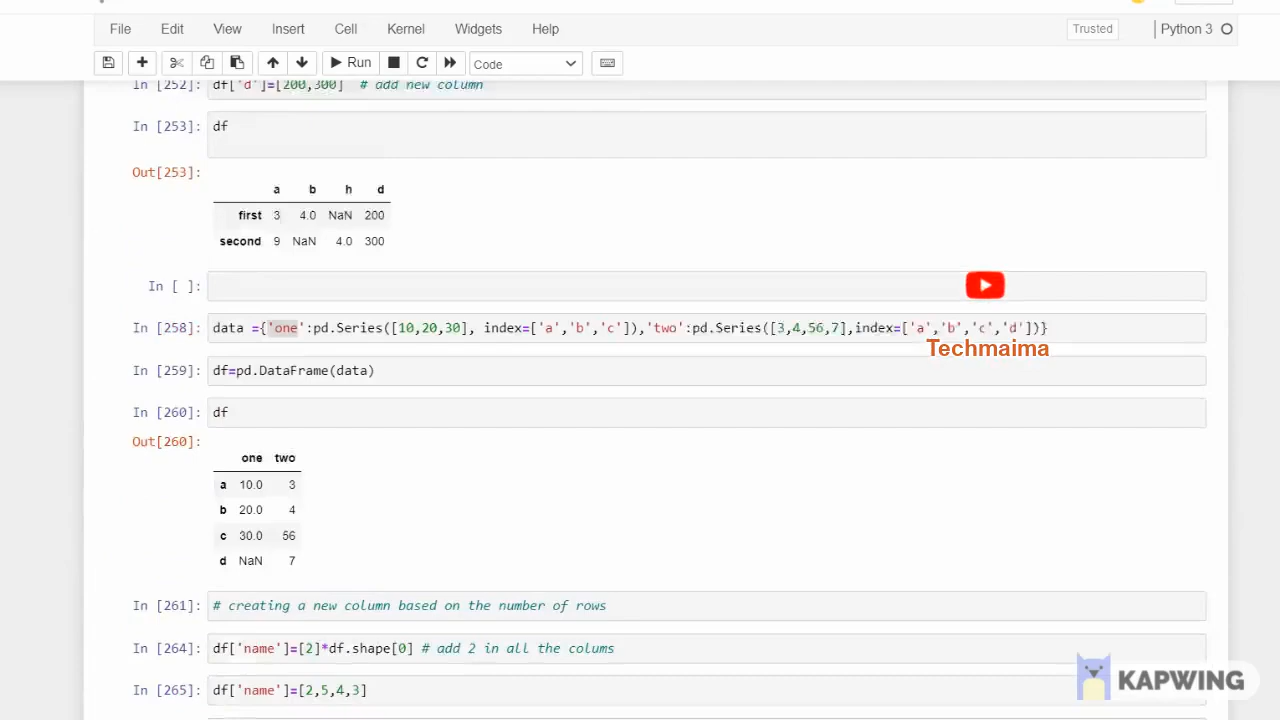 File Edit View Insert Cell Kernel Widgets Help Trusted Python 3
Run Code
In [252]: df['d']=[200,300] # add new column
In [253]: df
Out[253]:
a b h d
first 3 4.0 NaN 200
second 9 NaN 4.0 300
In [ ]:
In [258]: data ={'one':pd.Series([10,20,30], index=['a','b','c']),'two':pd.Series([3,4,56,7],index=['a','b','c','d'])}
Techmaima
In [259]: df=pd.DataFrame(data)
In [260]: df
Out[260]:
one two
a 10.0 3
b 20.0 4
c 30.0 56
d NaN 7
In [261]: # creating a new column based on the number of rows
In [264]: df['name']=[2]*df.shape[0] # add 2 in all the colums
In [265]: df['name']=[2,5,4,3]
KAPWING